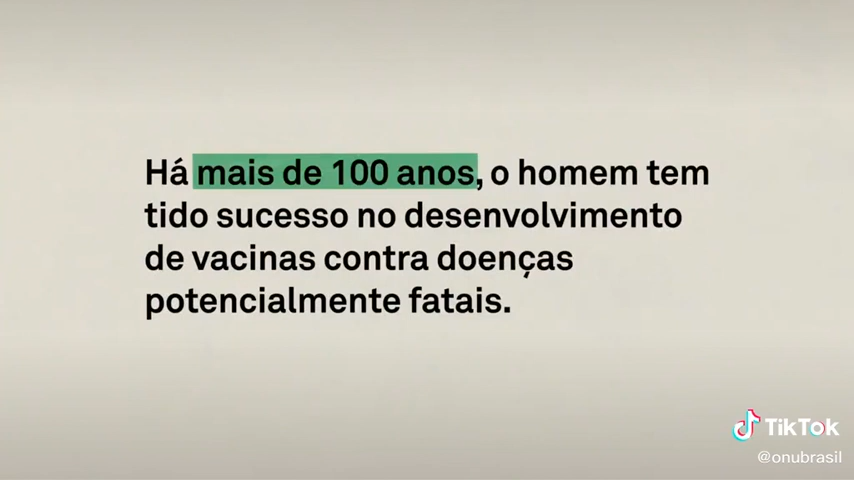 Há mais de 100 anos, o homem tem
tido sucesso no desenvolvimento
de vacinas contra doenças
potencialmente fatais.
TikTok
@onubrasil